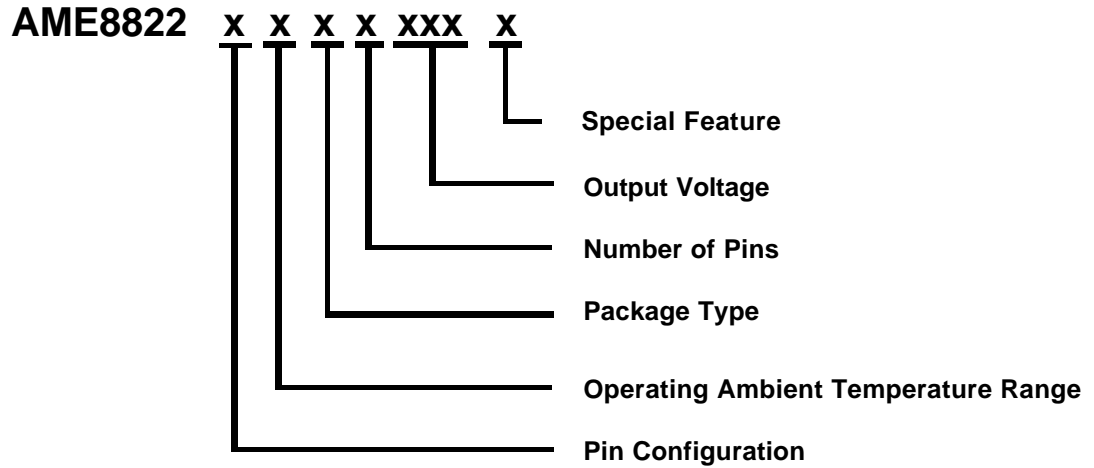 AME8822 x x x x xxx x
Special Feature
Output Voltage
Number of Pins
Package Type
Operating Ambient Temperature Range
Pin Configuration